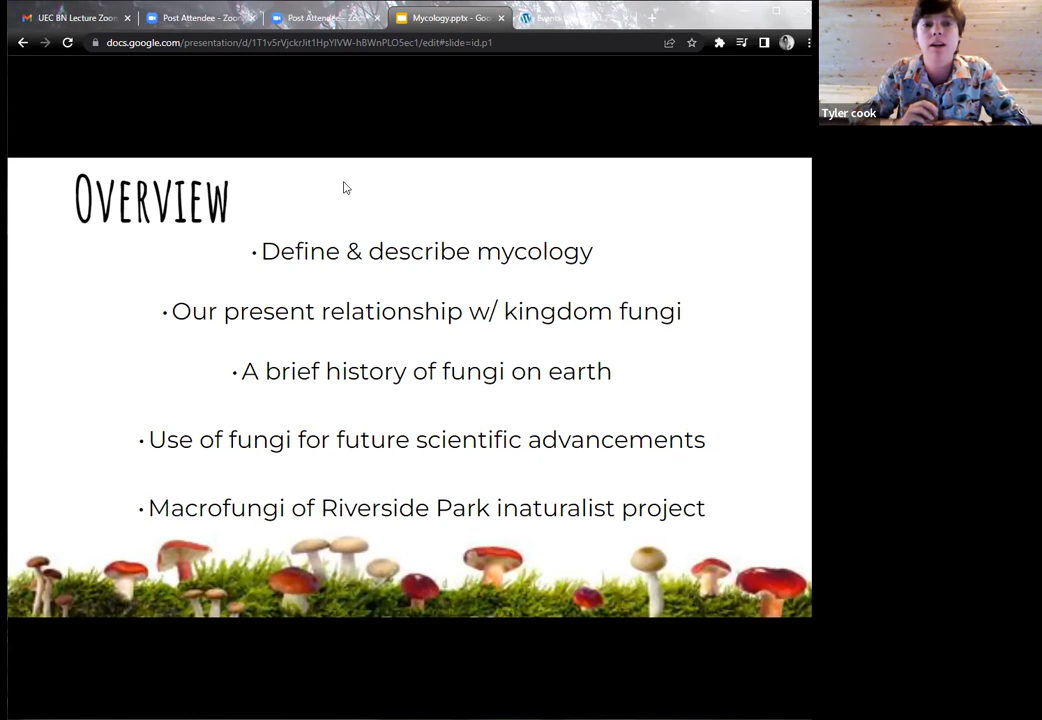 UEC BN Lecture Zoom
Post Attendee - Zoom
Post Attendee - Zoom
Mycology.pptx - Goo
Events
docs.google.com/presentation/d/1T1v5rVjckrJit1HpYlVW-hBWnPLO5ec1/edit#slide=id.p1
Tyler cook
Overview
• Define & describe mycology
• Our present relationship w/ kingdom fungi
• A brief history of fungi on earth
• Use of fungi for future scientific advancements
• Macrofungi of Riverside Park inaturalist project